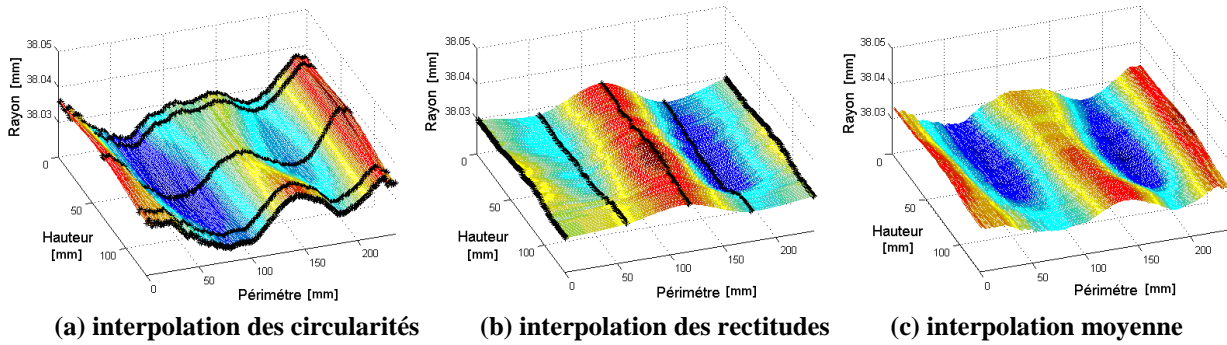 38.05
38.04
38.03
Rayon [mm]
0
50
100
Hauteur
[mm]
0
50
100
150
200
Périmétre [mm]
(a) interpolation des circularités
38.05
38.04
38.03
Rayon [mm]
0
50
100
Hauteur
[mm]
0
50
100
150
200
Périmétre [mm]
(b) interpolation des rectitudes
38.05
38.04
38.03
Rayon [mm]
0
50
100
Hauteur
[mm]
0
50
100
150
200
Périmétre [mm]
(c) interpolation moyenne